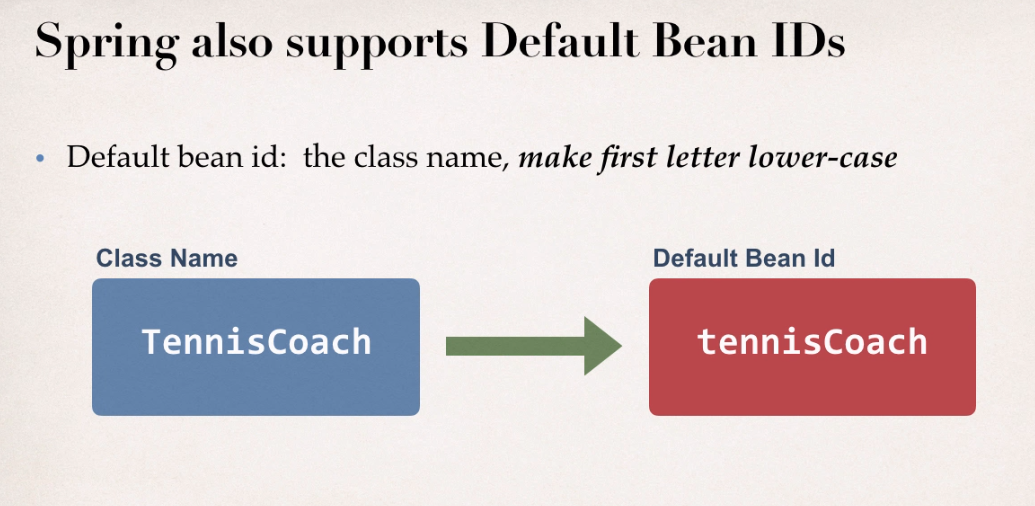 Spring also supports Default Bean IDs
• Default bean id:  the class name, make first letter lower-case
Class Name
Default Bean Id
TennisCoach
tennisCoach